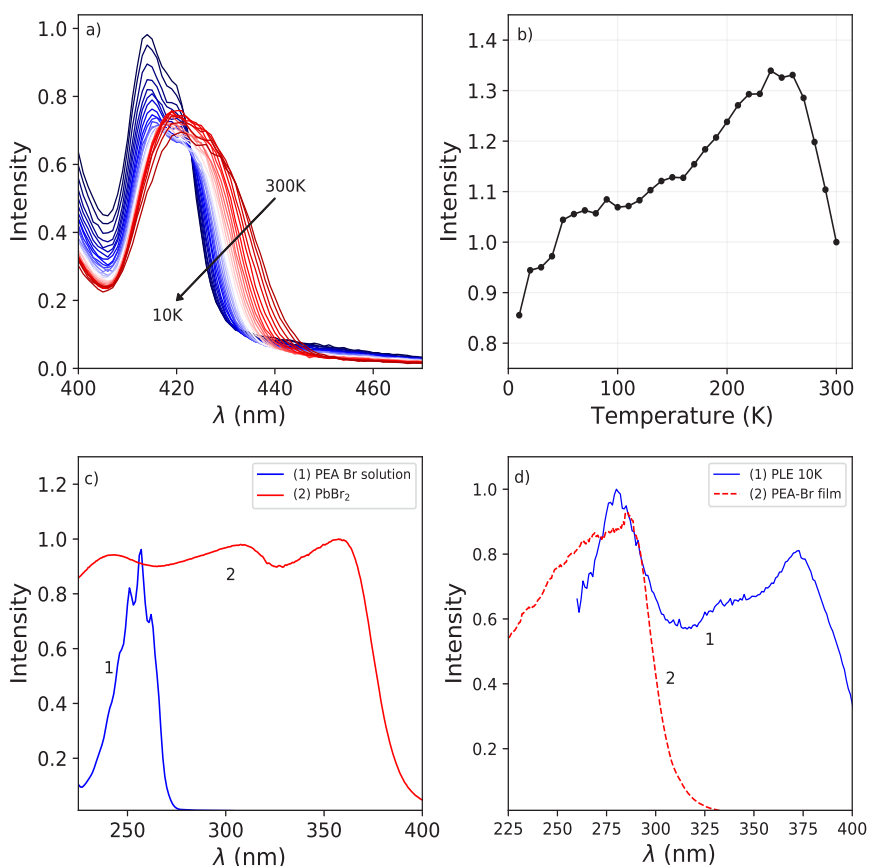 a)
1.0
0.8
0.6
0.4
0.2
0.0
Intensity
300K
10K
400
420
440
460
λ (nm)
b)
1.4
1.3
1.2
1.1
1.0
0.9
0.8
Intensity
0
100
200
300
Temperature (K)
c)
(1) PEA Br solution
(2) PbBr₂
1.2
1.0
0.8
0.6
0.4
0.2
Intensity
2
1
250
300
350
400
λ (nm)
d)
(1) PLE 10K
(2) PEA-Br film
1.0
0.8
0.6
0.4
0.2
Intensity
1
2
225
250
275
300
325
350
375
400
λ (nm)